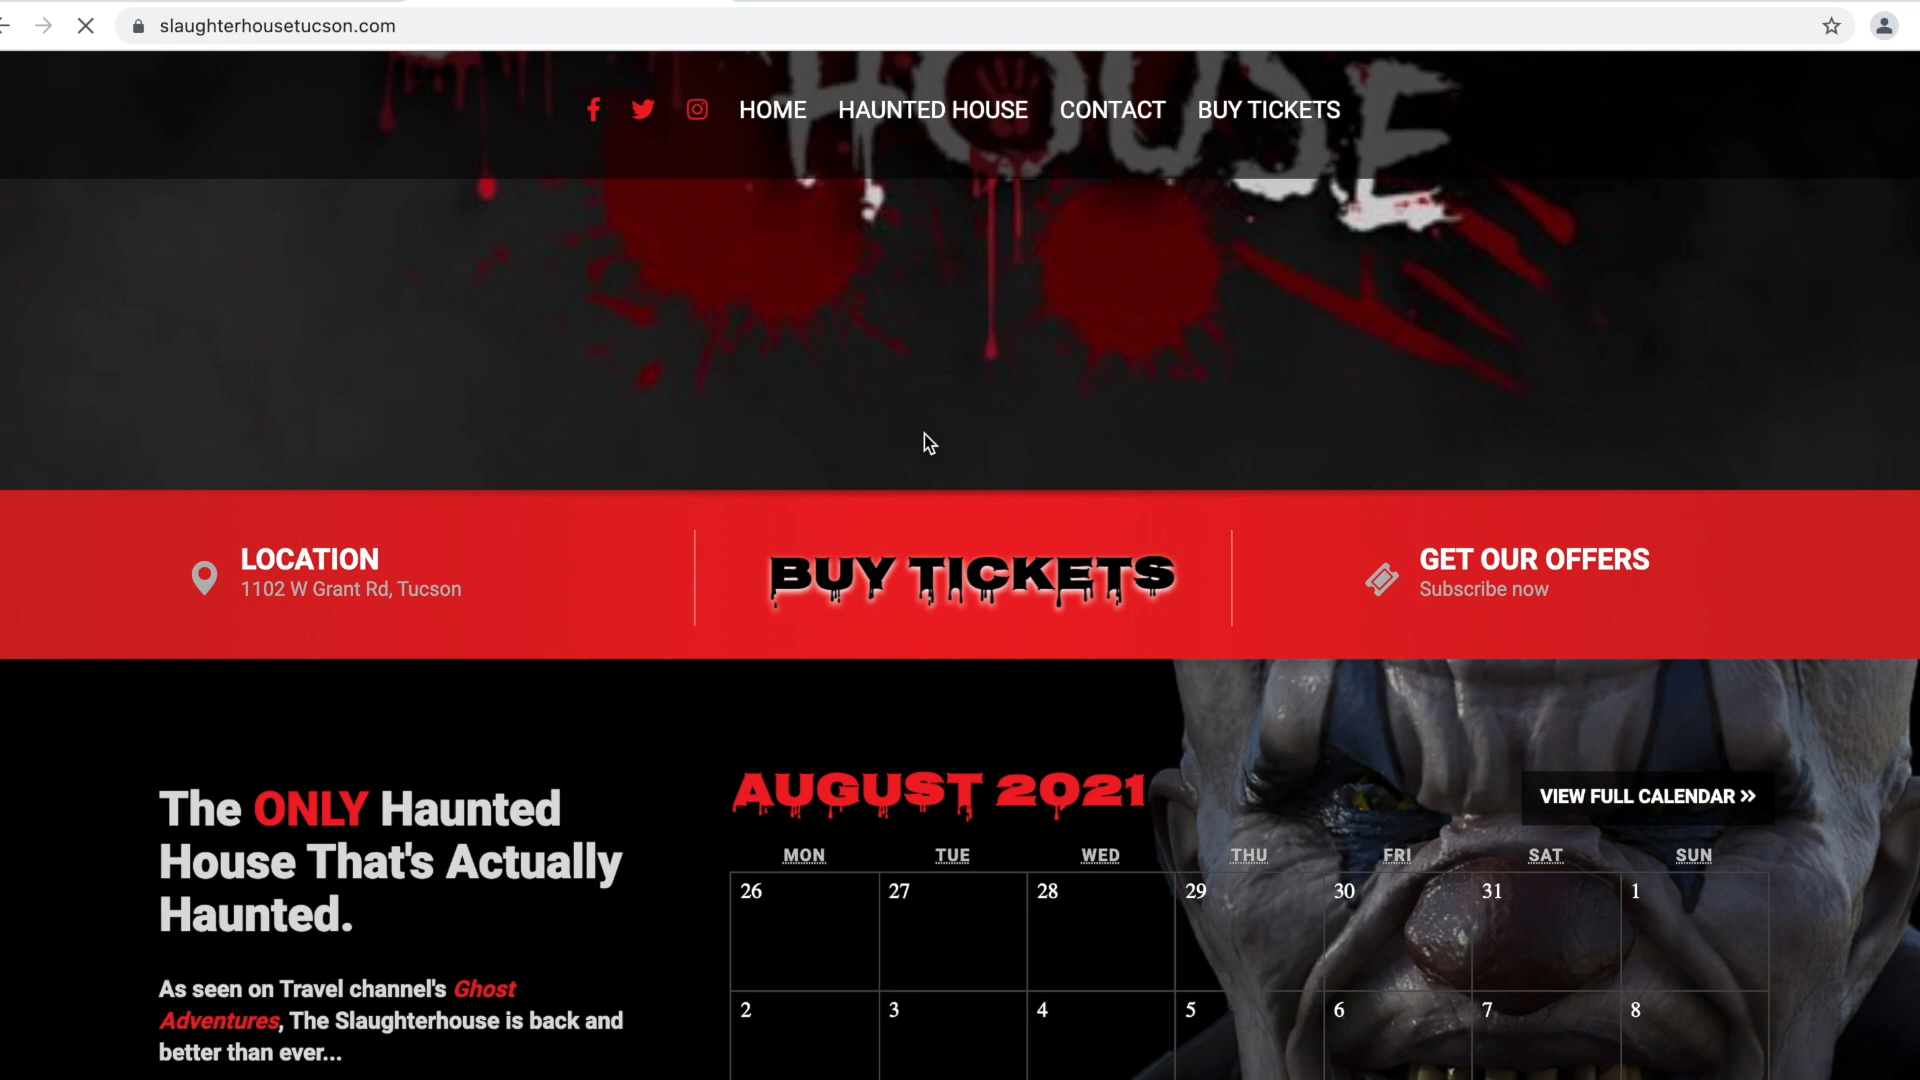 slaughterhousetucson.com
HOUSE
HOME HAUNTED HOUSE CONTACT BUY TICKETS
LOCATION
1102 W Grant Rd, Tucson
BUY TICKETS
GET OUR OFFERS
Subscribe now
The ONLY Haunted
House That's Actually
Haunted.
As seen on Travel channel's Ghost
Adventures, The Slaughterhouse is back and
better than ever...
AUGUST 2021
VIEW FULL CALENDAR »
MON TUE WED THU FRI SAT SUN
26 27 28 29 30 31 1
2 3 4 5 6 7 8